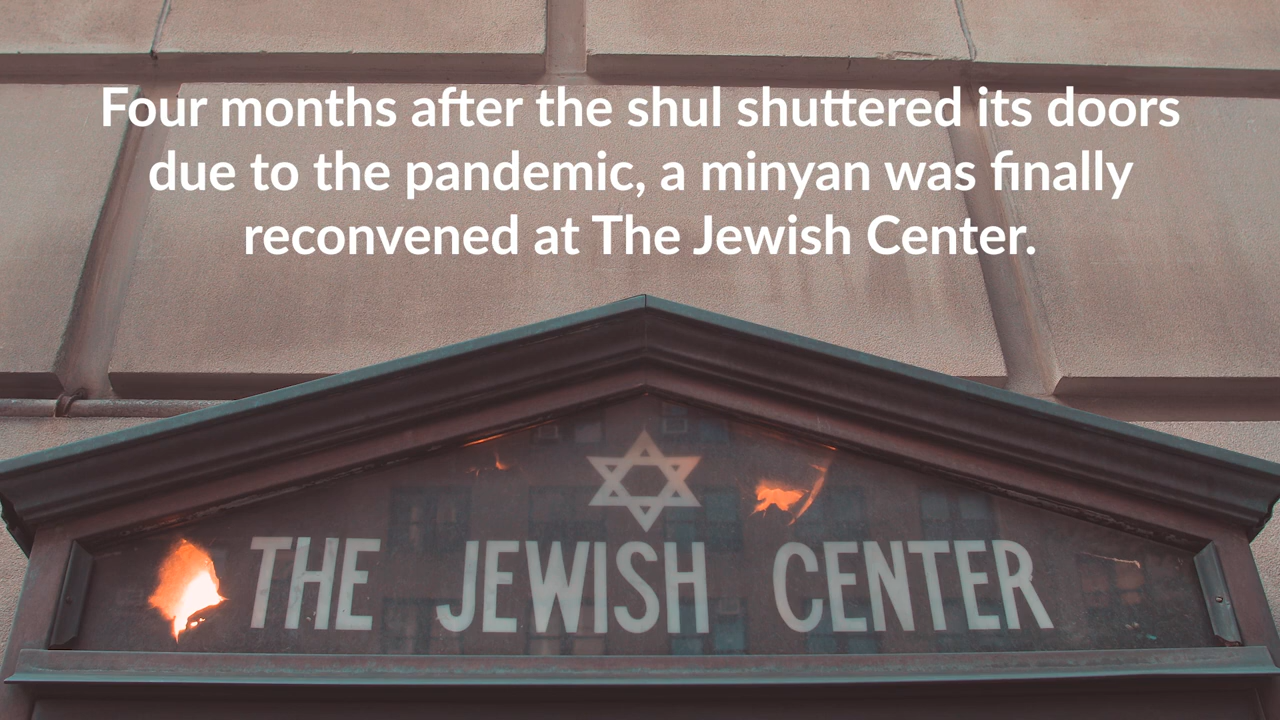 Four months after the shul shuttered its doors
due to the pandemic, a minyan was finally
reconvened at The Jewish Center.
THE JEWISH CENTER